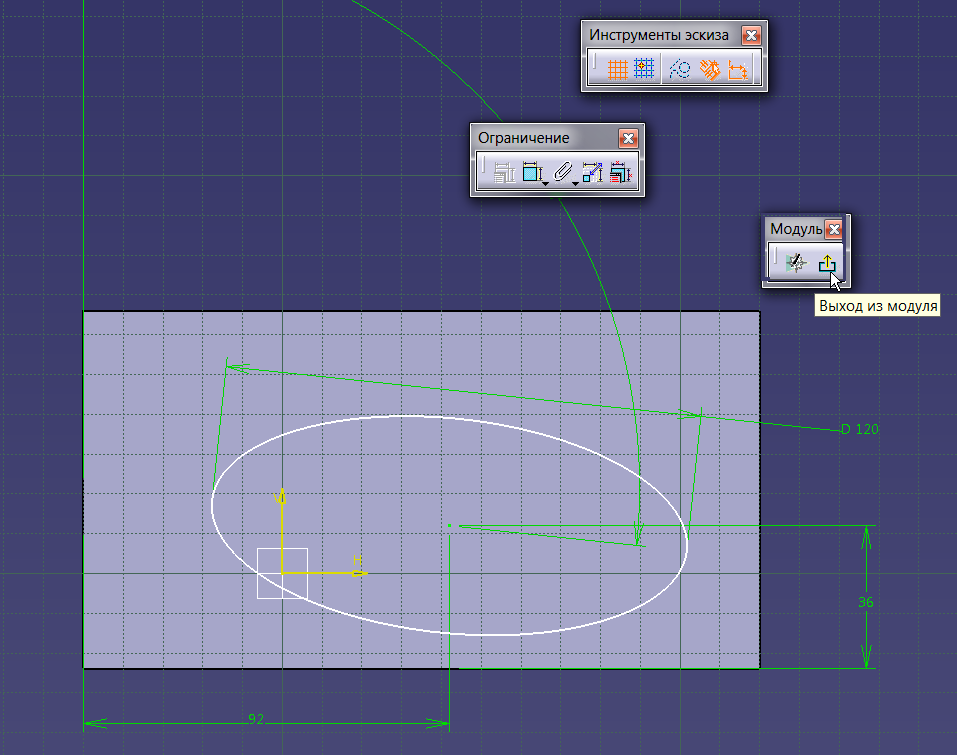 Инструменты эскиза
Ограничение
Модуль
Выход из модуля
D 120
V
H
36
92